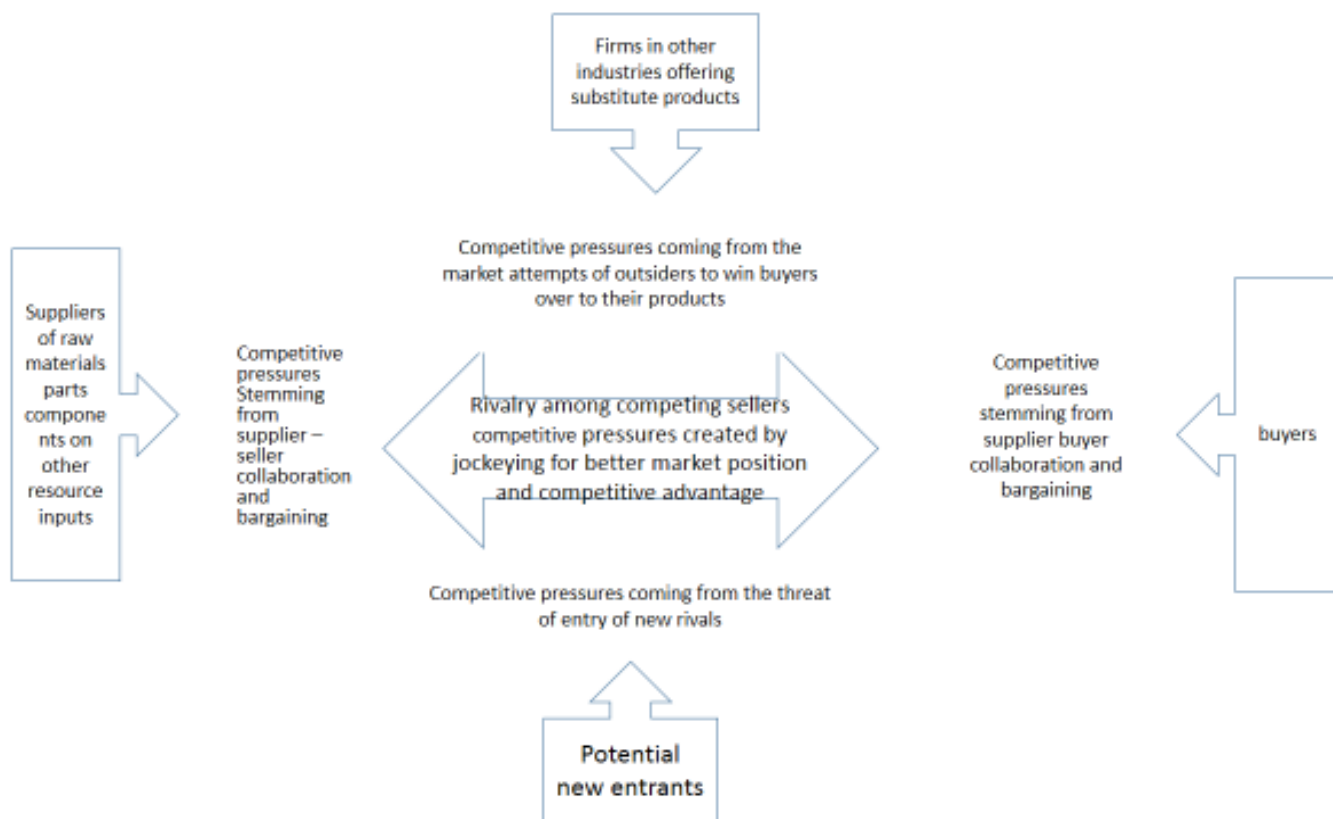 Firms in other
industries offering
substitute products
Competitive pressures coming from the
market attempts of outsiders to win buyers
over to their products
Suppliers
of raw
materials
parts
compone
nts on
other
resource
inputs
Competitive
pressures
Stemming
from
supplier –
seller
collaboration
and
bargaining
Rivalry among competing sellers
competitive pressures created by
jockeying for better market position
and competitive advantage
Competitive
pressures
stemming from
supplier buyer
collaboration and
bargaining
buyers
Competitive pressures coming from the threat
of entry of new rivals
Potential
new entrants